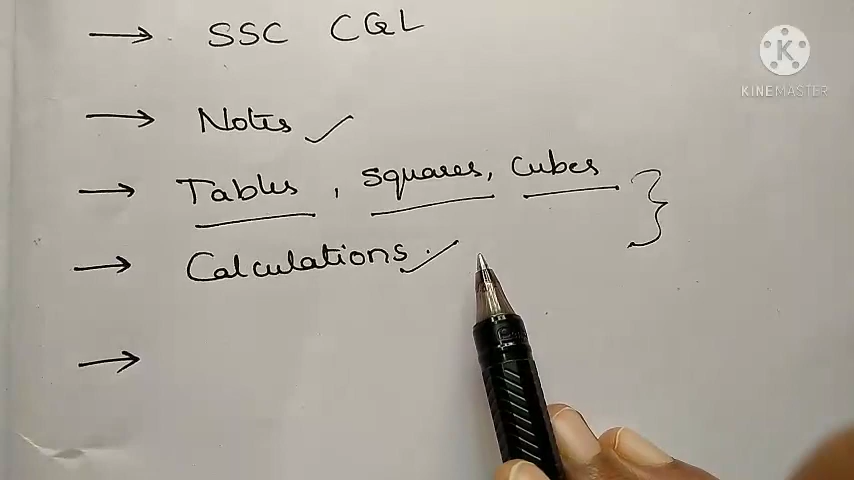 → SSC CGL
→ Notes ✓
→ Tables, squares, cubes }
→ Calculations. ✓
→
K
KINEMASTER